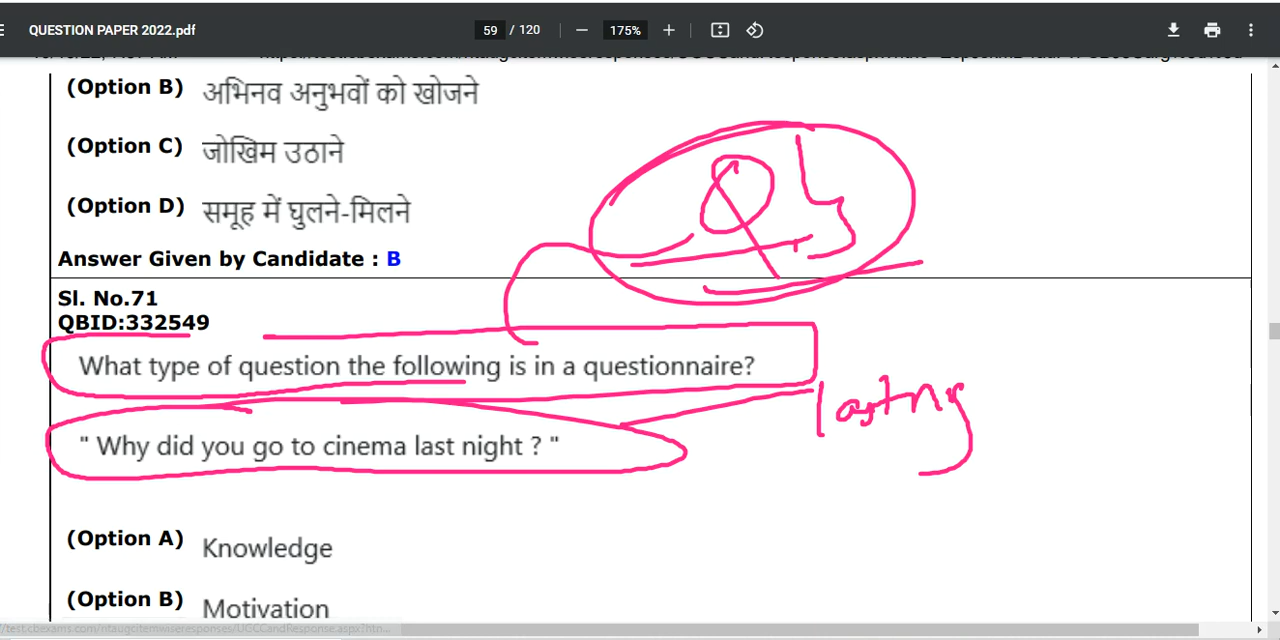 QUESTION PAPER 2022.pdf
59 / 120
175%
(Option B) अभिनव अनुभवों को खोजने
(Option C) जोखिम उठाने
(Option D) समूह में घुलने-मिलने
Answer Given by Candidate : B
Sl. No.71
QBID:332549
What type of question the following is in a questionnaire?
" Why did you go to cinema last night ? "
(Option A) Knowledge
(Option B) Motivation